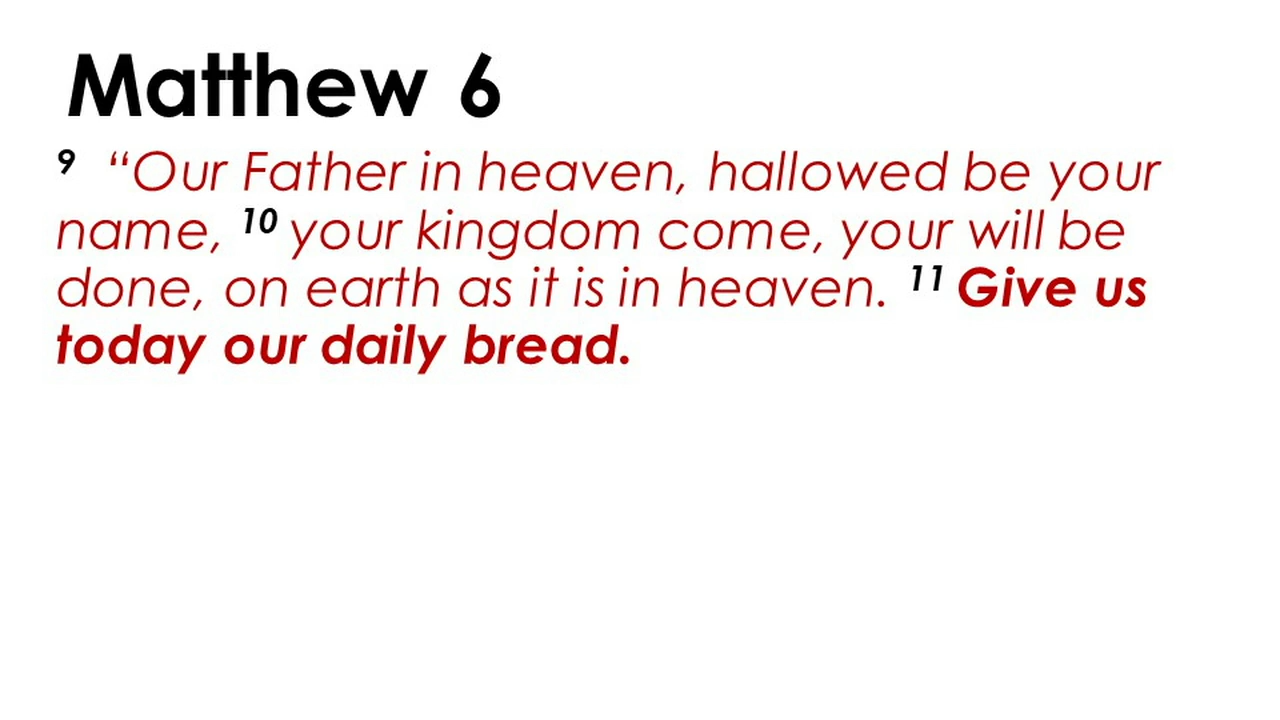 Matthew 6
9 “Our Father in heaven, hallowed be your
name, 10 your kingdom come, your will be
done, on earth as it is in heaven. 11 Give us
today our daily bread.